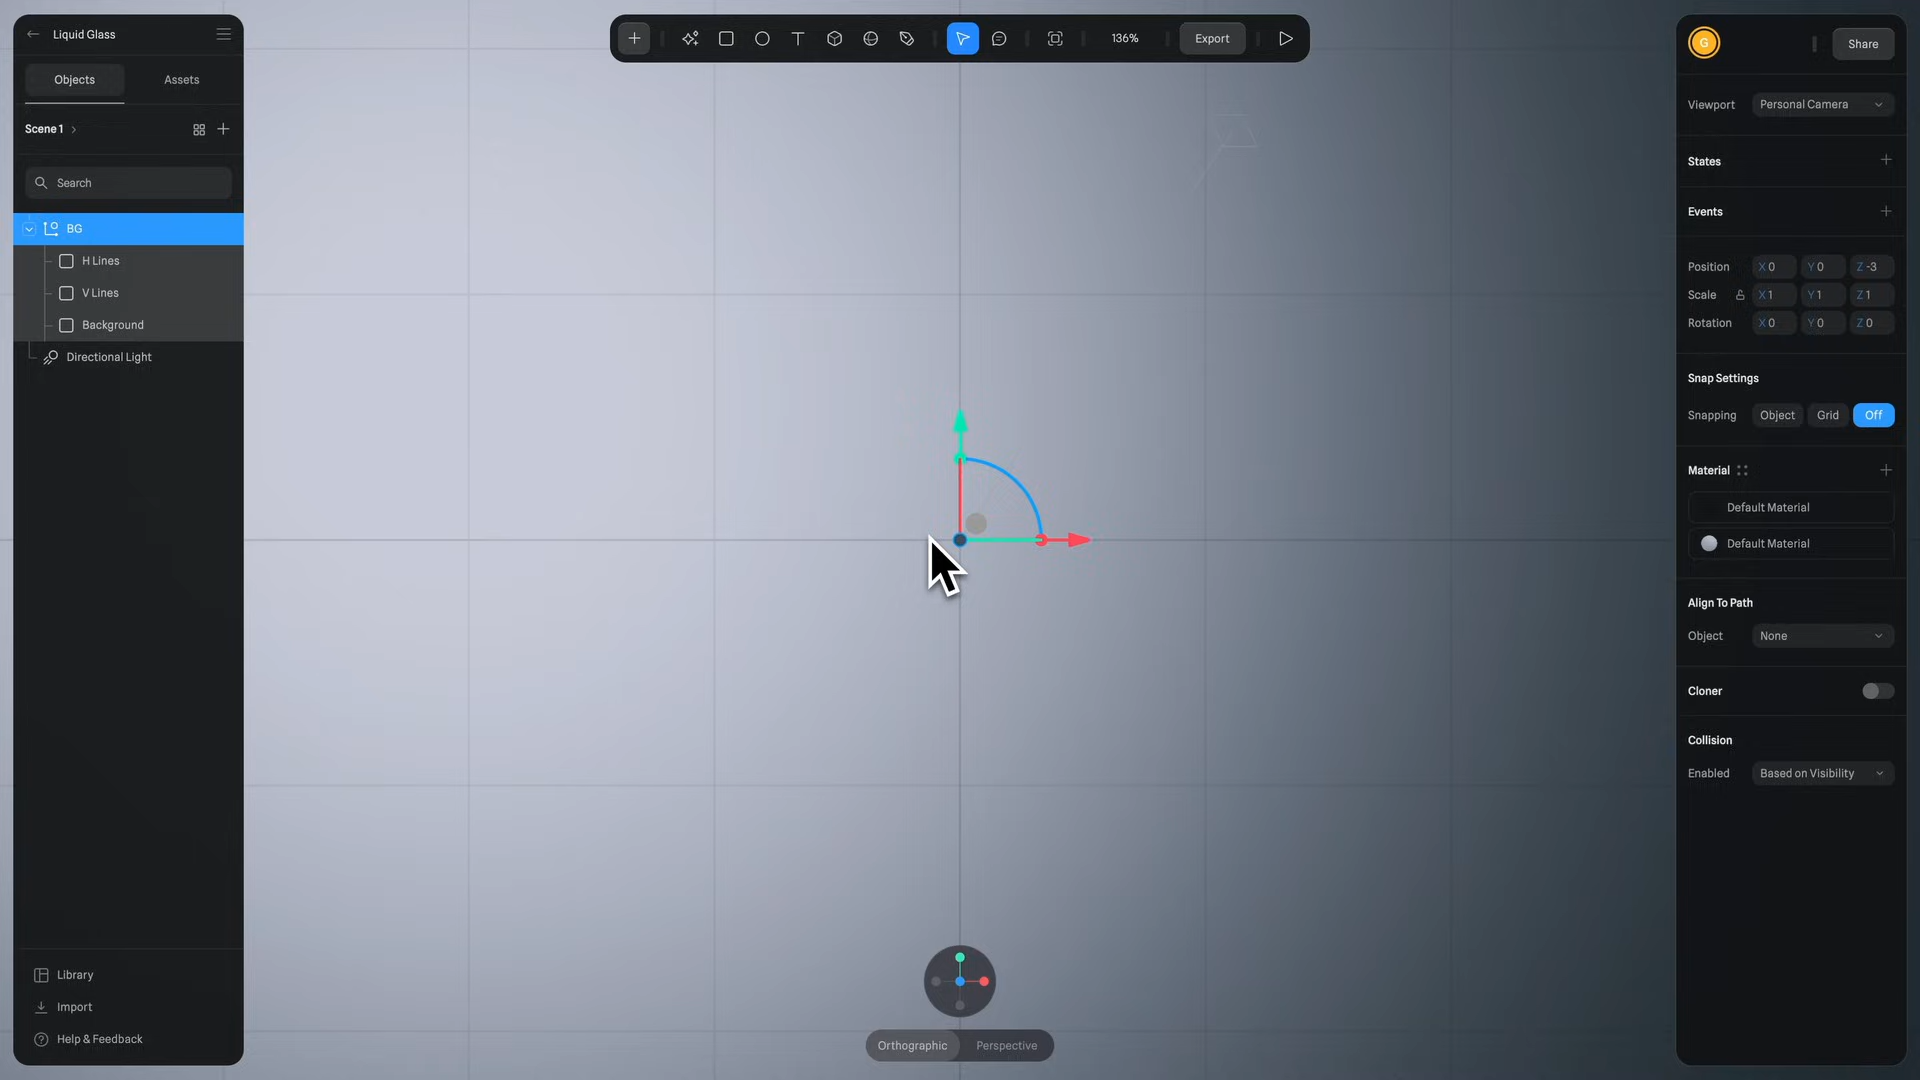 Liquid Glass
Objects
Assets
Scene 1
Search
BG
H Lines
V Lines
Background
Directional Light
Library
Import
Help & Feedback
136%
Export
Orthographic
Perspective
G
Share
Viewport
Personal Camera
States
Events
Position
X 0
Y 0
Z -3
Scale
X 1
Y 1
Z 1
Rotation
X 0
Y 0
Z 0
Snap Settings
Snapping
Object
Grid
Off
Material
Default Material
Default Material
Align To Path
Object
None
Cloner
Collision
Enabled
Based on Visibility